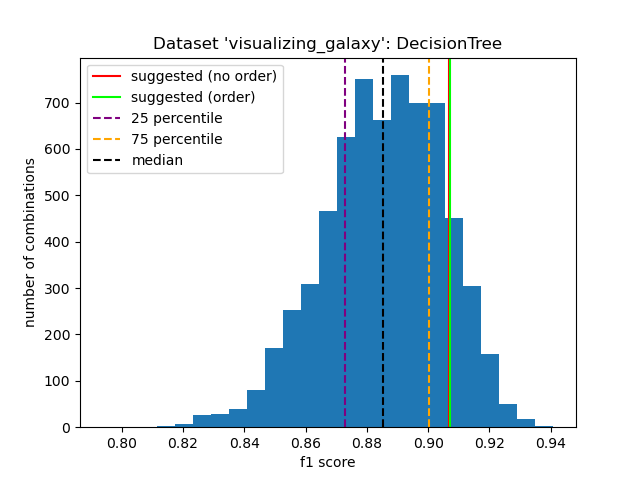 Dataset 'visualizing_galaxy': DecisionTree
suggested (no order)
suggested (order)
25 percentile
75 percentile
median
number of combinations
700
600
500
400
300
200
100
0
0.80 0.82 0.84 0.86 0.88 0.90 0.92 0.94
f1 score